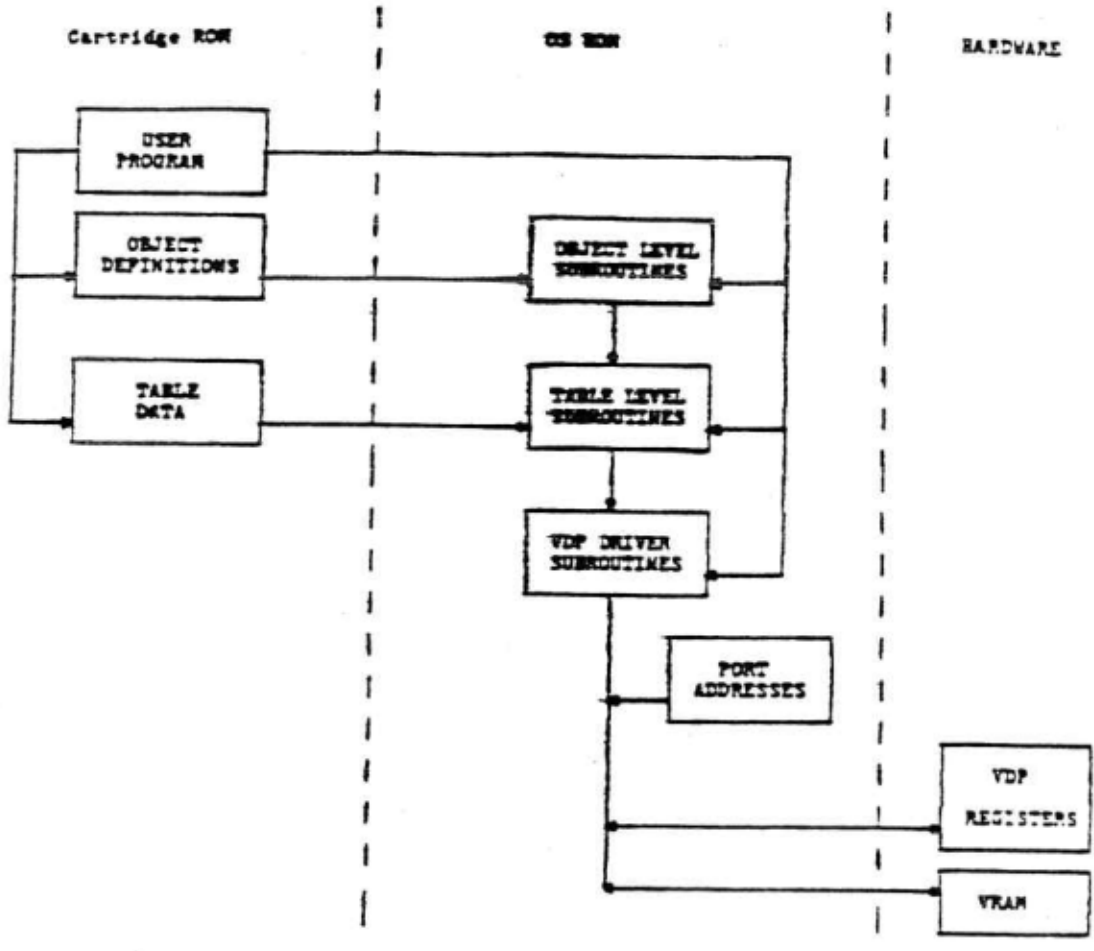 Cartridge ROM
OS ROM
HARDWARE
USER
PROGRAM
OBJECT
DEFINITIONS
OBJECT LEVEL
SUBROUTINES
TABLE
DATA
TABLE LEVEL
SUBROUTINES
VDP DRIVER
SUBROUTINES
PORT
ADDRESSES
VDP
REGISTERS
VRAM